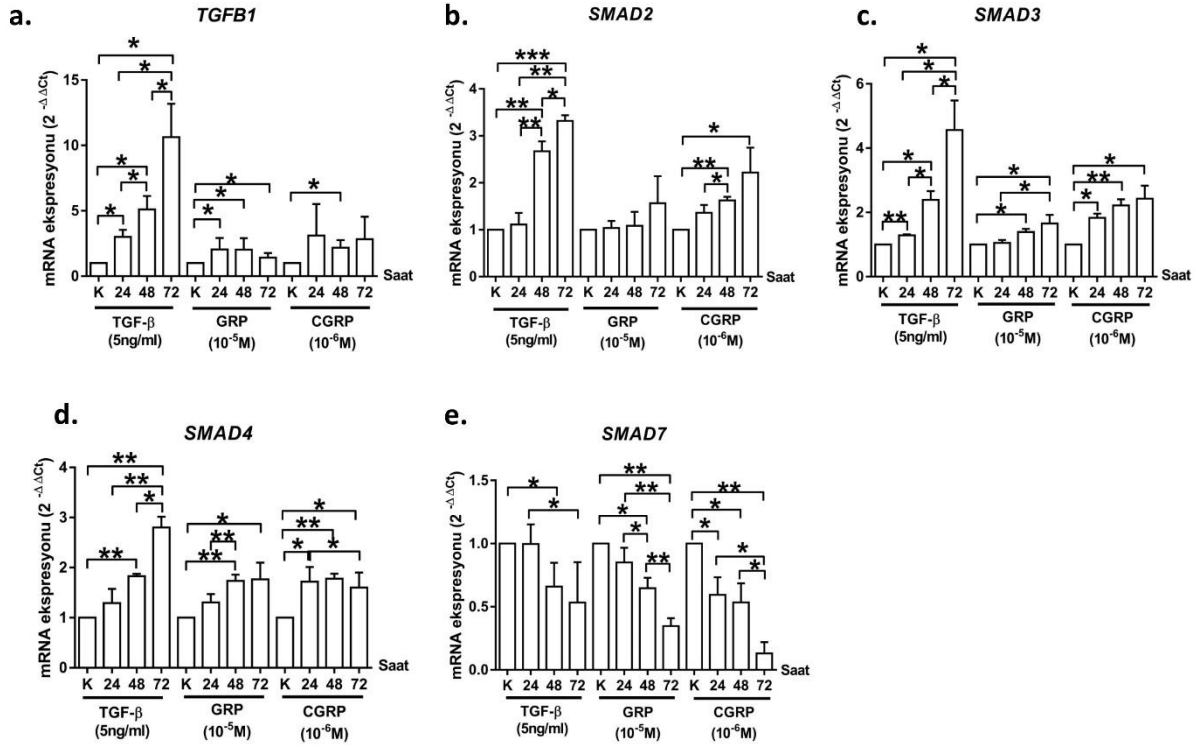 a.
TGFB1
mRNA ekspresyonu (2 -ΔΔCt)
15
10
5
0
* * * * * * * * * *
K 24 48 72 K 24 48 72 K 24 48 72 Saat
TGF-β GRP CGRP
(5ng/ml) (10-5M) (10-6M)
b.
SMAD2
mRNA ekspresyonu (2 -ΔΔCt)
4
3
2
1
0
*** ** * ** ** * ** *
K 24 48 72 K 24 48 72 K 24 48 72 Saat
TGF-β GRP CGRP
(5ng/ml) (10-5M) (10-6M)
c.
SMAD3
mRNA ekspresyonu (2 -ΔΔCt)
6
4
2
0
* * * * * ** * * * * ** *
K 24 48 72 K 24 48 72 K 24 48 72 Saat
TGF-β GRP CGRP
(5ng/ml) (10-5M) (10-6M)
d.
SMAD4
mRNA ekspresyonu (2 -ΔΔCt)
4
3
2
1
0
** ** * ** * ** ** * ** * *
K 24 48 72 K 24 48 72 K 24 48 72 Saat
TGF-β GRP CGRP
(5ng/ml) (10-5M) (10-6M)
e.
SMAD7
mRNA ekspresyonu (2 -ΔΔCt)
1.5
1.0
0.5
0.0
* * ** ** * * ** ** * * * *
K 24 48 72 K 24 48 72 K 24 48 72 Saat
TGF-β GRP CGRP
(5ng/ml) (10-5M) (10-6M)